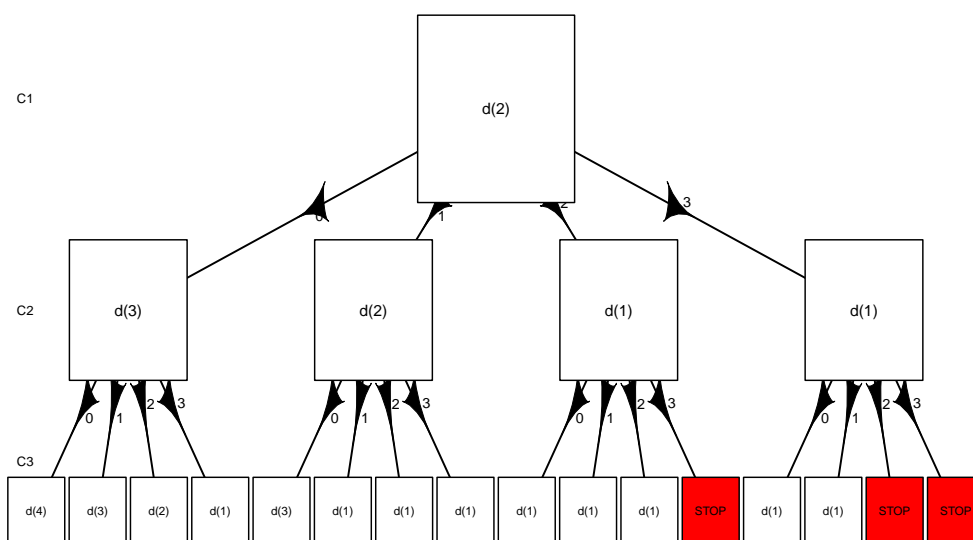 C1
d(2)
0 1 2 3
C2
d(3) d(2) d(1) d(1)
0 1 2 3 0 1 2 3 0 1 2 3 0 1 2 3
C3
d(4) d(3) d(2) d(1) d(3) d(1) d(1) d(1) d(1) d(1) d(1) STOP d(1) d(1) STOP STOP